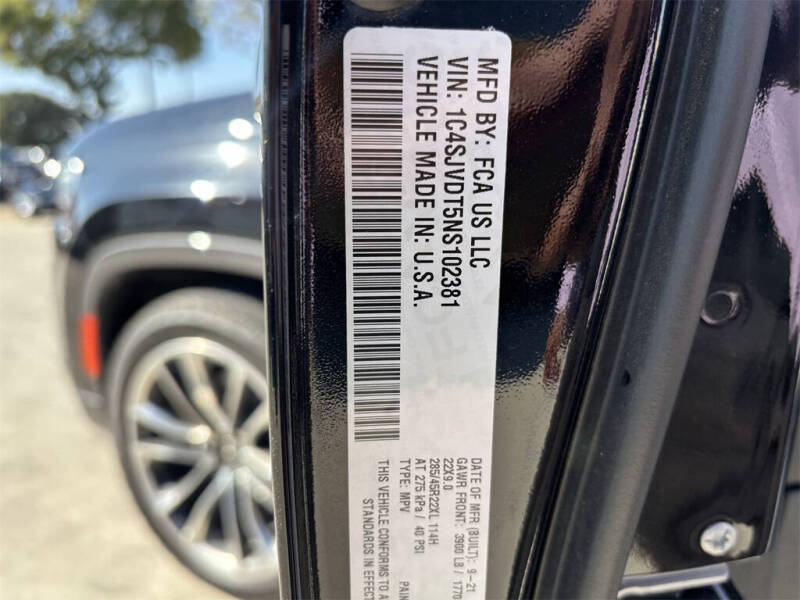 MFD BY: FCA US LLC
VIN: 1C4SJVDT5NS102381
VEHICLE MADE IN: U.S.A.
DATE OF MFR (BUILT): 9-21
GAWR FRONT: 3900 LB / 1770
22X9.0
285/45R22XL 114H
AT 275 kPa / 40 PSI
TYPE: MPV PAIN
THIS VEHICLE CONFORMS TO A
STANDARDS IN EFFECT